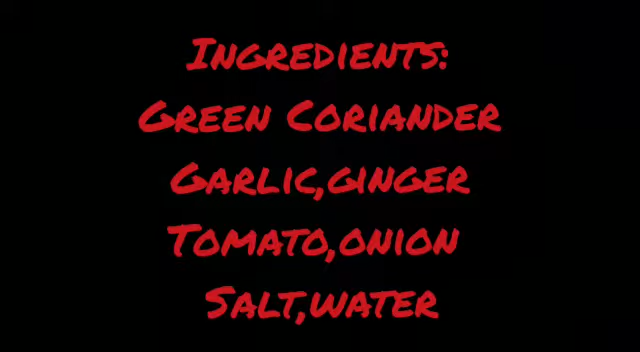 Ingredients:
Green Coriander
Garlic,ginger
Tomato,onion
Salt,water